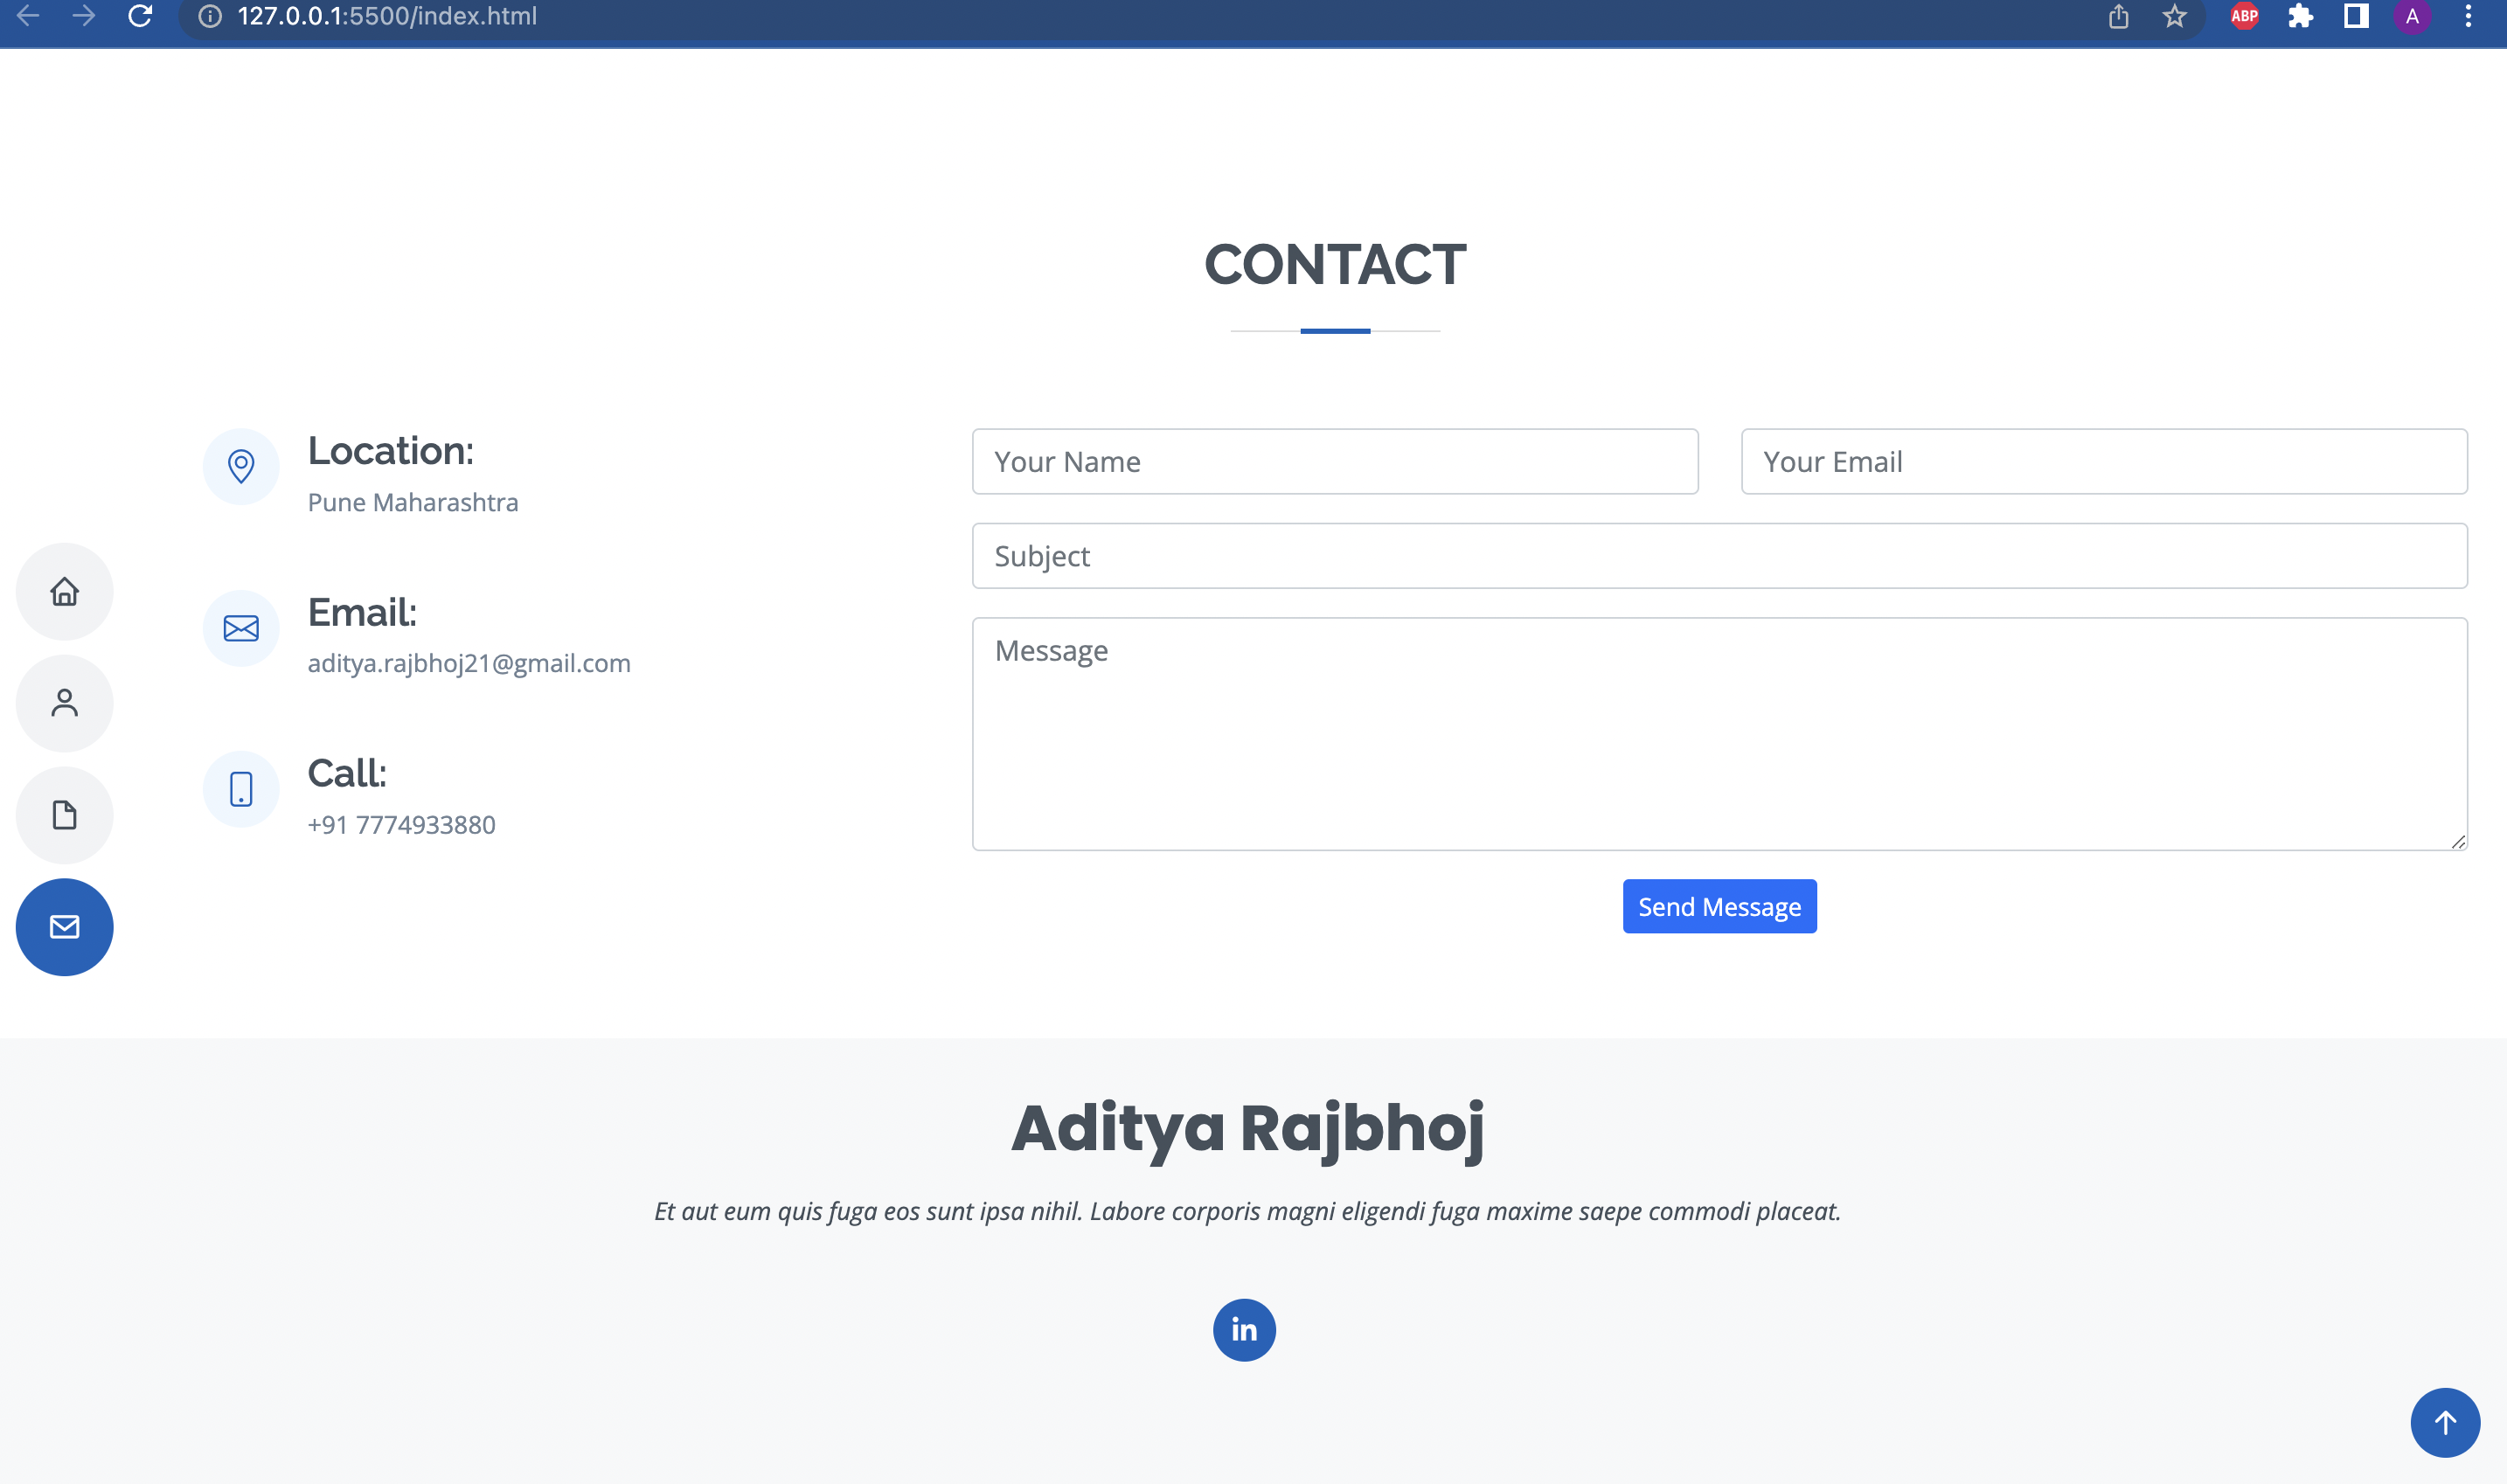 127.0.0.1:5500/index.html
ABP
A
CONTACT
Location:
Pune Maharashtra
Email:
aditya.rajbhoj21@gmail.com
Call:
+91 7774933880
Your Name
Your Email
Subject
Message
Send Message
Aditya Rajbhoj
Et aut eum quis fuga eos sunt ipsa nihil. Labore corporis magni eligendi fuga maxime saepe commodi placeat.
in